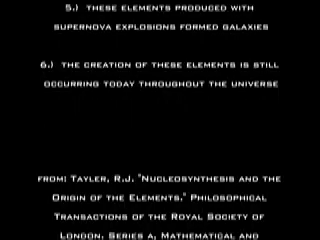 5.) THESE ELEMENTS PRODUCED WITH
SUPERNOVA EXPLOSIONS FORMED GALAXIES
6.) THE CREATION OF THESE ELEMENTS IS STILL
OCCURRING TODAY THROUGHOUT THE UNIVERSE
FROM: TAYLER, R.J. "NUCLEOSYNTHESIS AND THE
ORIGIN OF THE ELEMENTS." PHILOSOPHICAL
TRANSACTIONS OF THE ROYAL SOCIETY OF
LONDON. SERIES A, MATHEMATICAL AND